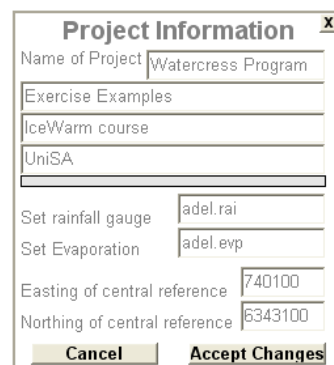 Project Information x
Name of Project Watercress Program
Exercise Examples
IceWarm course
UniSA
Set rainfall gauge adel.rai
Set Evaporation adel.evp
Easting of central reference 740100
Northing of central reference 6343100
Cancel Accept Changes